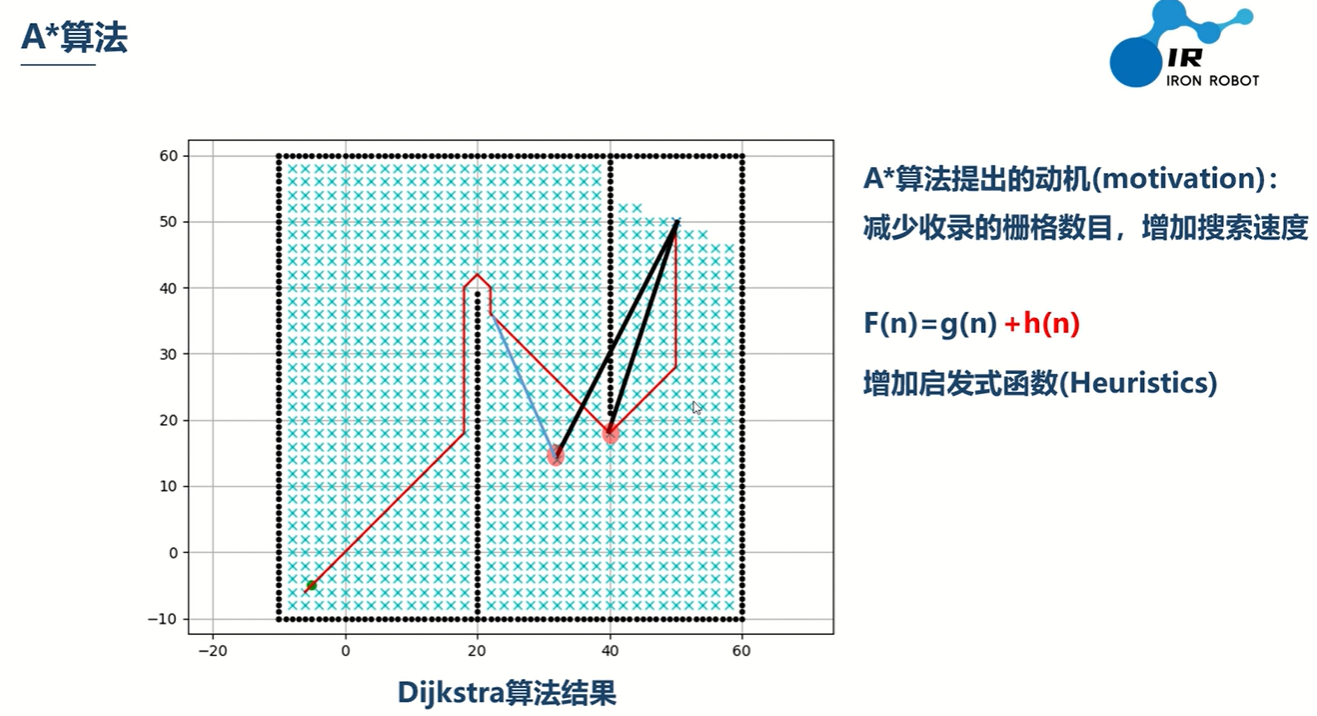 A*算法
IR
IRON ROBOT
60
50
40
30
20
10
0
−10
−20
0
20
40
60
Dijkstra算法结果
A*算法提出的动机(motivation)：
减少收录的栅格数目，增加搜索速度
F(n)=g(n) +h(n)
增加启发式函数(Heuristics)